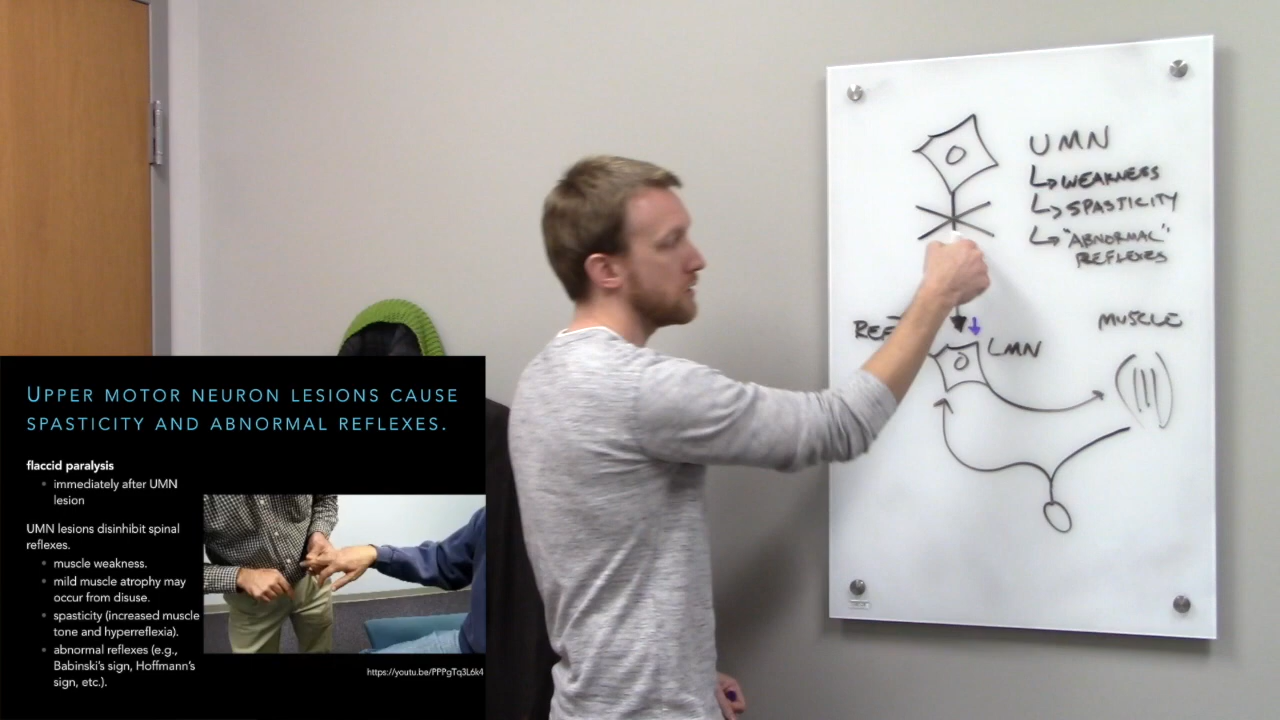 UMN
WEAKNESS
SPASTICITY
"ABNORMAL"
REFLEXES
MUSCLE
LMN
UPPER MOTOR NEURON LESIONS CAUSE
SPASTICITY AND ABNORMAL REFLEXES.
flaccid paralysis
immediately after UMN
lesion
UMN lesions disinhibit spinal
reflexes.
muscle weakness.
mild muscle atrophy may
occur from disuse.
spasticity (increased muscle
tone and hyperreflexia).
abnormal reflexes (e.g.,
Babinski's sign, Hoffmann's
sign, etc.).
https://youtu.be/PPPgTq3L6k4